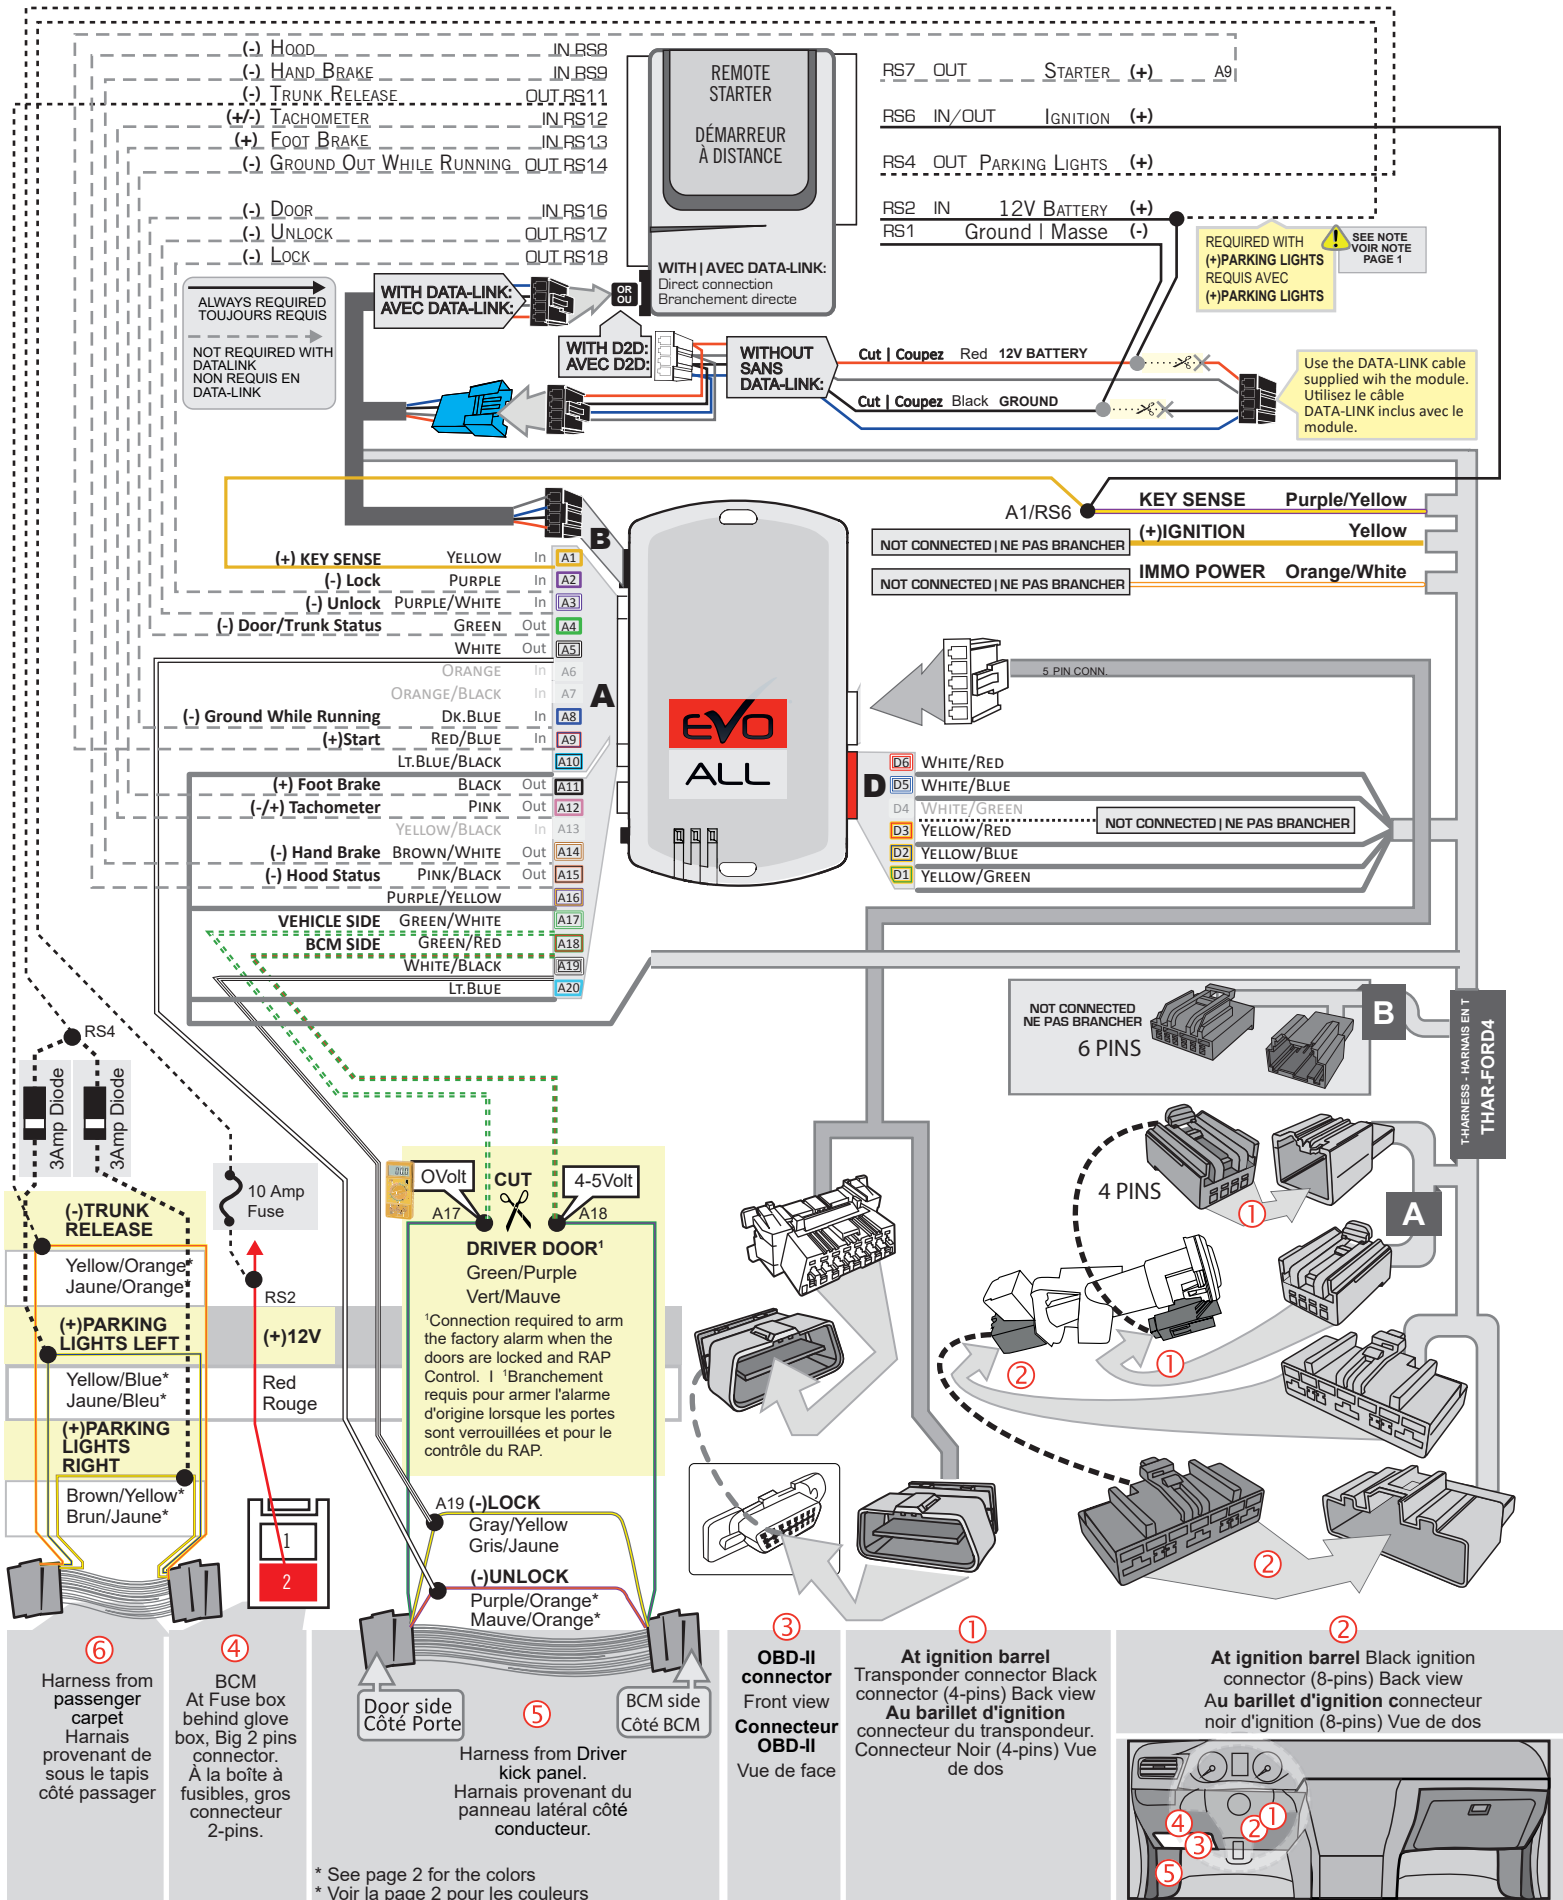 (-) HOOD IN RS8
(-) HAND BRAKE IN RS9
(-) TRUNK RELEASE OUT RS11
(+/-) TACHOMETER IN RS12
(+) FOOT BRAKE IN RS13
(-) GROUND OUT WHILE RUNNING OUT RS14
(-) DOOR IN RS16
(-) UNLOCK OUT RS17
(-) LOCK OUT RS18
REMOTE
STARTER
DÉMARREUR
À DISTANCE
WITH | AVEC DATA-LINK:
Direct connection
Branchement directe
RS7 OUT STARTER (+) A9
RS6 IN/OUT IGNITION (+)
RS4 OUT PARKING LIGHTS (+)
RS2 IN 12V BATTERY (+)
RS1 Ground | Masse (-)
REQUIRED WITH
(+)PARKING LIGHTS
REQUIS AVEC
(+)PARKING LIGHTS
SEE NOTE
VOIR NOTE
PAGE 1
ALWAYS REQUIRED
TOUJOURS REQUIS
NOT REQUIRED WITH
DATALINK
NON REQUIS EN
DATA-LINK
WITH DATA-LINK:
AVEC DATA-LINK:
OR
OU
WITH D2D:
AVEC D2D:
WITHOUT
SANS
DATA-LINK:
Cut | Coupez Red 12V BATTERY
Cut | Coupez Black GROUND
Use the DATA-LINK cable
supplied wih the module.
Utilisez le câble
DATA-LINK inclus avec le
module.
A1/RS6
KEY SENSE Purple/Yellow
NOT CONNECTED | NE PAS BRANCHER (+)IGNITION Yellow
NOT CONNECTED | NE PAS BRANCHER IMMO POWER Orange/White
B
A
(+) KEY SENSE YELLOW In A1
(-) Lock PURPLE In A2
(-) Unlock PURPLE/WHITE In A3
(-) Door/Trunk Status GREEN Out A4
WHITE Out A5
ORANGE In A6
ORANGE/BLACK In A7
(-) Ground While Running DK.BLUE In A8
(+)Start RED/BLUE In A9
LT.BLUE/BLACK A10
(+) Foot Brake BLACK Out A11
(-/+) Tachometer PINK Out A12
YELLOW/BLACK In A13
(-) Hand Brake BROWN/WHITE Out A14
(-) Hood Status PINK/BLACK Out A15
PURPLE/YELLOW A16
VEHICLE SIDE GREEN/WHITE A17
BCM SIDE GREEN/RED A18
WHITE/BLACK A19
LT.BLUE A20
EVO
ALL
5 PIN CONN.
D
D6 WHITE/RED
D5 WHITE/BLUE
D4 WHITE/GREEN
NOT CONNECTED | NE PAS BRANCHER
D3 YELLOW/RED
D2 YELLOW/BLUE
D1 YELLOW/GREEN
NOT CONNECTED
NE PAS BRANCHER
6 PINS
B
T-HARNESS - HARNAIS EN T
THAR-FORD4
4 PINS
A
1
1
2
2
RS4
3Amp Diode
3Amp Diode
10 Amp
Fuse
RS2
(-)TRUNK
RELEASE
Yellow/Orange*
Jaune/Orange*
(+)PARKING
LIGHTS LEFT
Yellow/Blue*
Jaune/Bleu*
(+)PARKING
LIGHTS
RIGHT
Brown/Yellow*
Brun/Jaune*
(+)12V
Red
Rouge
1
2
0Volt
CUT
4-5Volt
A17
A18
DRIVER DOOR¹
Green/Purple
Vert/Mauve
¹Connection required to arm
the factory alarm when the
doors are locked and RAP
Control. I ¹Branchement
requis pour armer l'alarme
d'origine lorsque les portes
sont verrouillées et pour le
contrôle du RAP.
A19 (-)LOCK
Gray/Yellow
Gris/Jaune
(-)UNLOCK
Purple/Orange*
Mauve/Orange*
Door side
Côté Porte
BCM side
Côté BCM
6
Harness from
passenger
carpet
Harnais
provenant de
sous le tapis
côté passager
4
BCM
At Fuse box
behind glove
box, Big 2 pins
connector.
À la boîte à
fusibles, gros
connecteur
2-pins.
5
Harness from Driver
kick panel.
Harnais provenant du
panneau latéral côté
conducteur.
* See page 2 for the colors
* Voir la page 2 pour les couleurs
3
OBD-II
connector
Front view
Connecteur
OBD-II
Vue de face
1
At ignition barrel
Transponder connector Black
connector (4-pins) Back view
Au barillet d'ignition
connecteur du transpondeur.
Connecteur Noir (4-pins) Vue
de dos
2
At ignition barrel Black ignition
connector (8-pins) Back view
Au barillet d'ignition connecteur
noir d'ignition (8-pins) Vue de dos
4
3
2
1
5